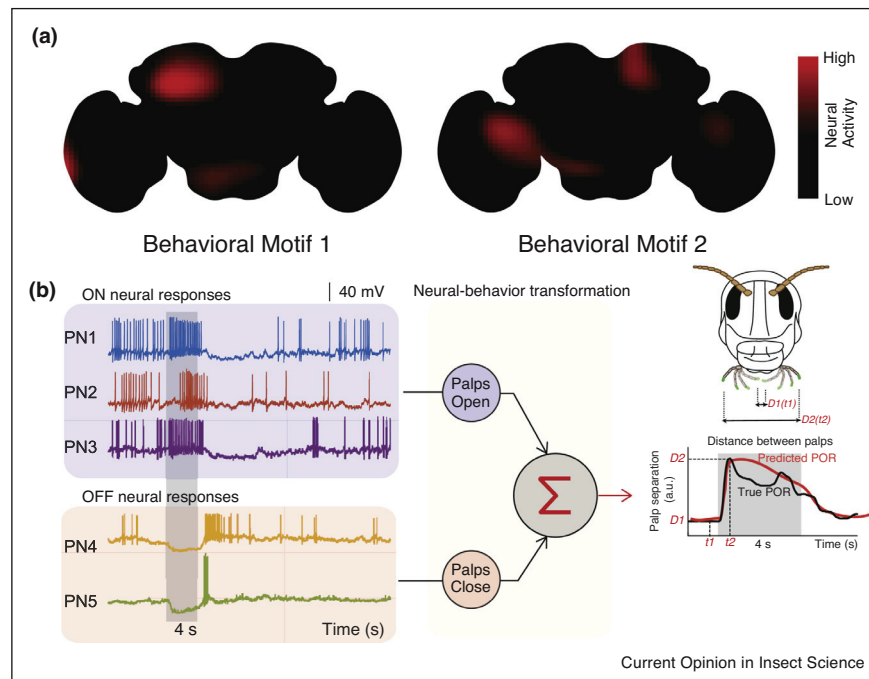 (a)
High
Neural
Activity
Low
Behavioral Motif 1
Behavioral Motif 2
(b)
ON neural responses
40 mV
PN1
PN2
PN3
OFF neural responses
PN4
PN5
4 s
Time (s)
Neural-behavior transformation
Palps
Open
Σ
Palps
Close
D1(t1)
D2(t2)
Distance between palps
D2
Predicted POR
True POR
Palp separation
(a.u.)
D1
t1
t2
4 s
Time (s)
Current Opinion in Insect Science